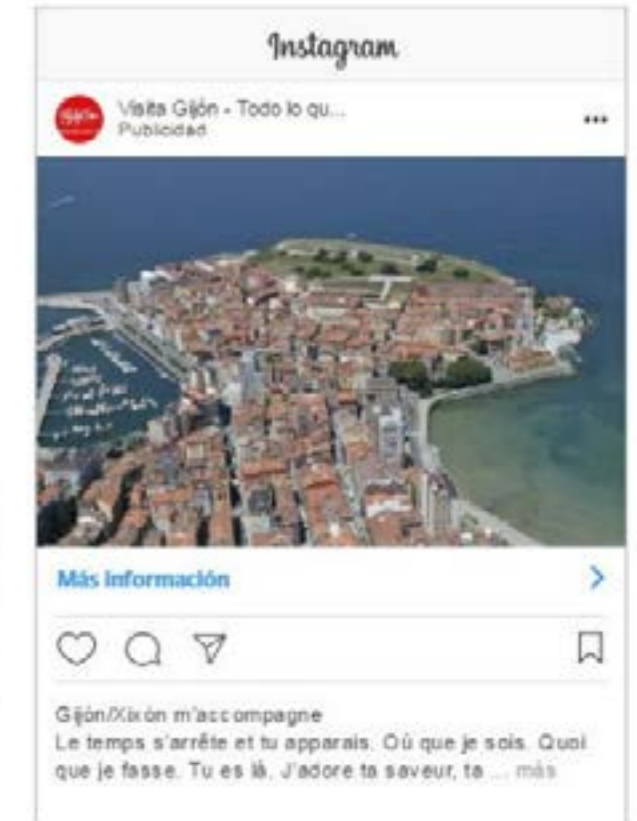 Instagram
Visita Gijón - Todo lo qu...
Publicidad
Más información
Gijón/Xixón m'accompagne
Le temps s'arrête et tu apparais. Où que je sois. Quoi
que je fasse. Tu es là. J'adore ta saveur, ta ... más